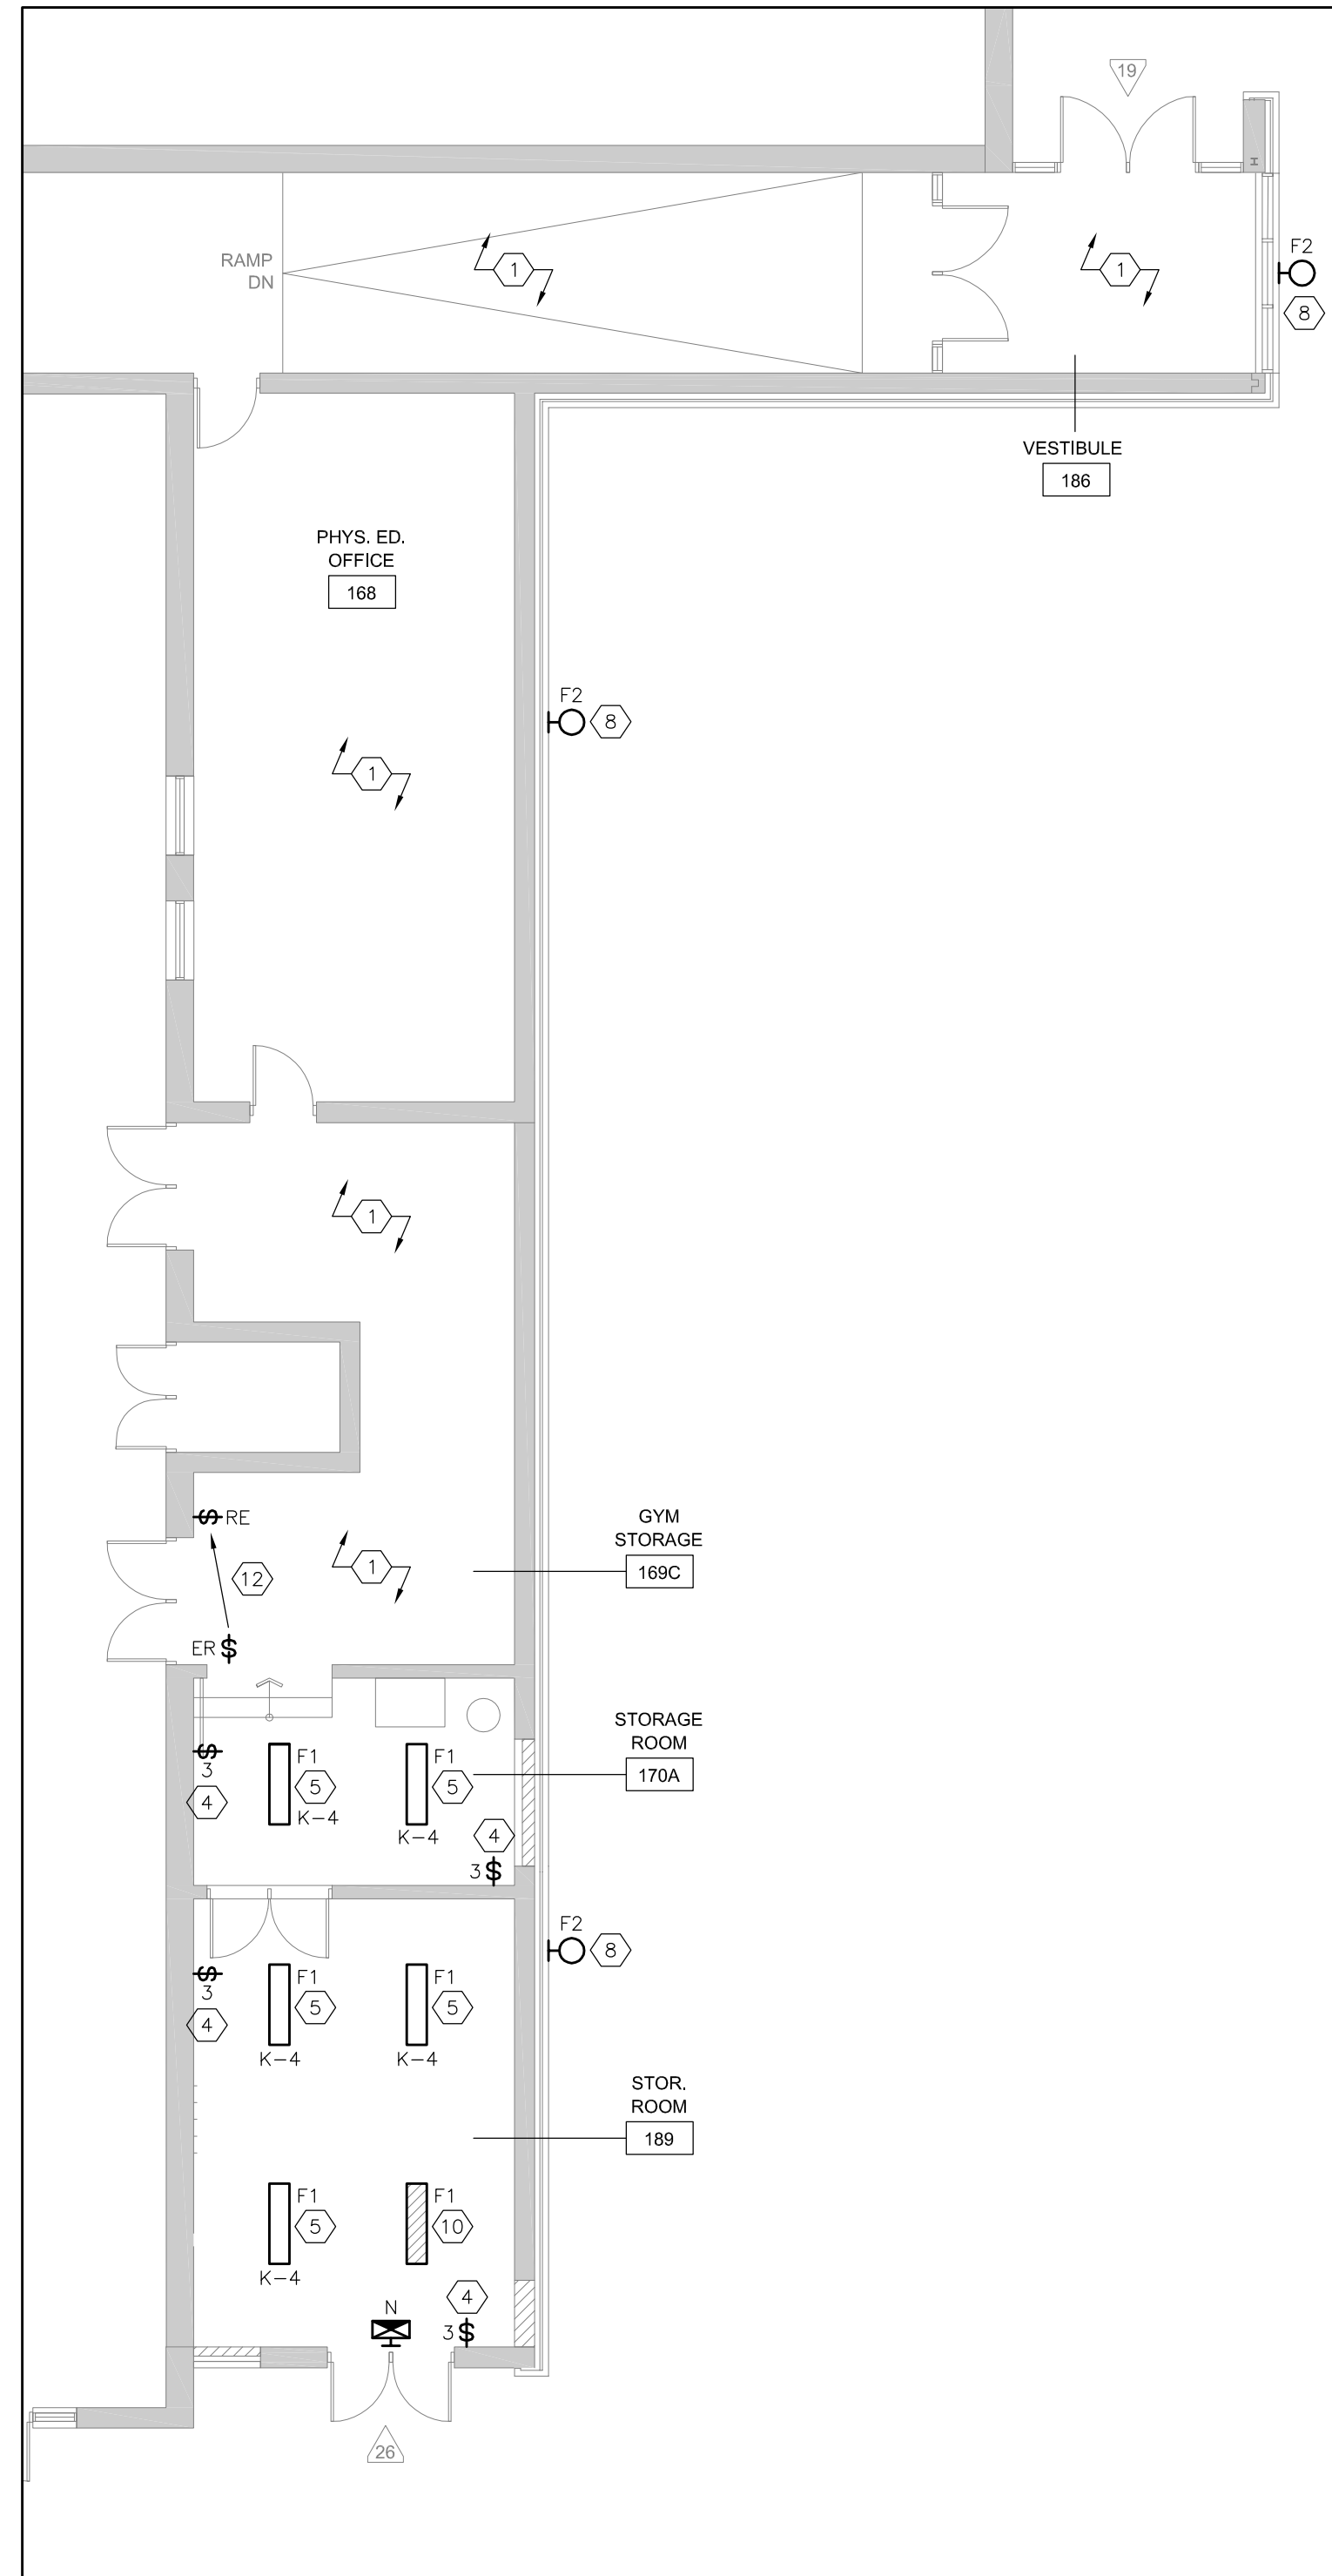 19
RAMP
DN
1
1
F2
8
VESTIBULE
186
PHYS. ED.
OFFICE
168
F2
8
1
1
$ RE
12
1
GYM
STORAGE
169C
ER $
STORAGE
ROOM
170A
$
3
4
F1
5
K-4
F1
5
K-4
4
3 $
F2
8
$
3
4
F1
5
K-4
F1
5
K-4
STOR.
ROOM
189
F1
5
K-4
F1
10
N
4
3 $
26